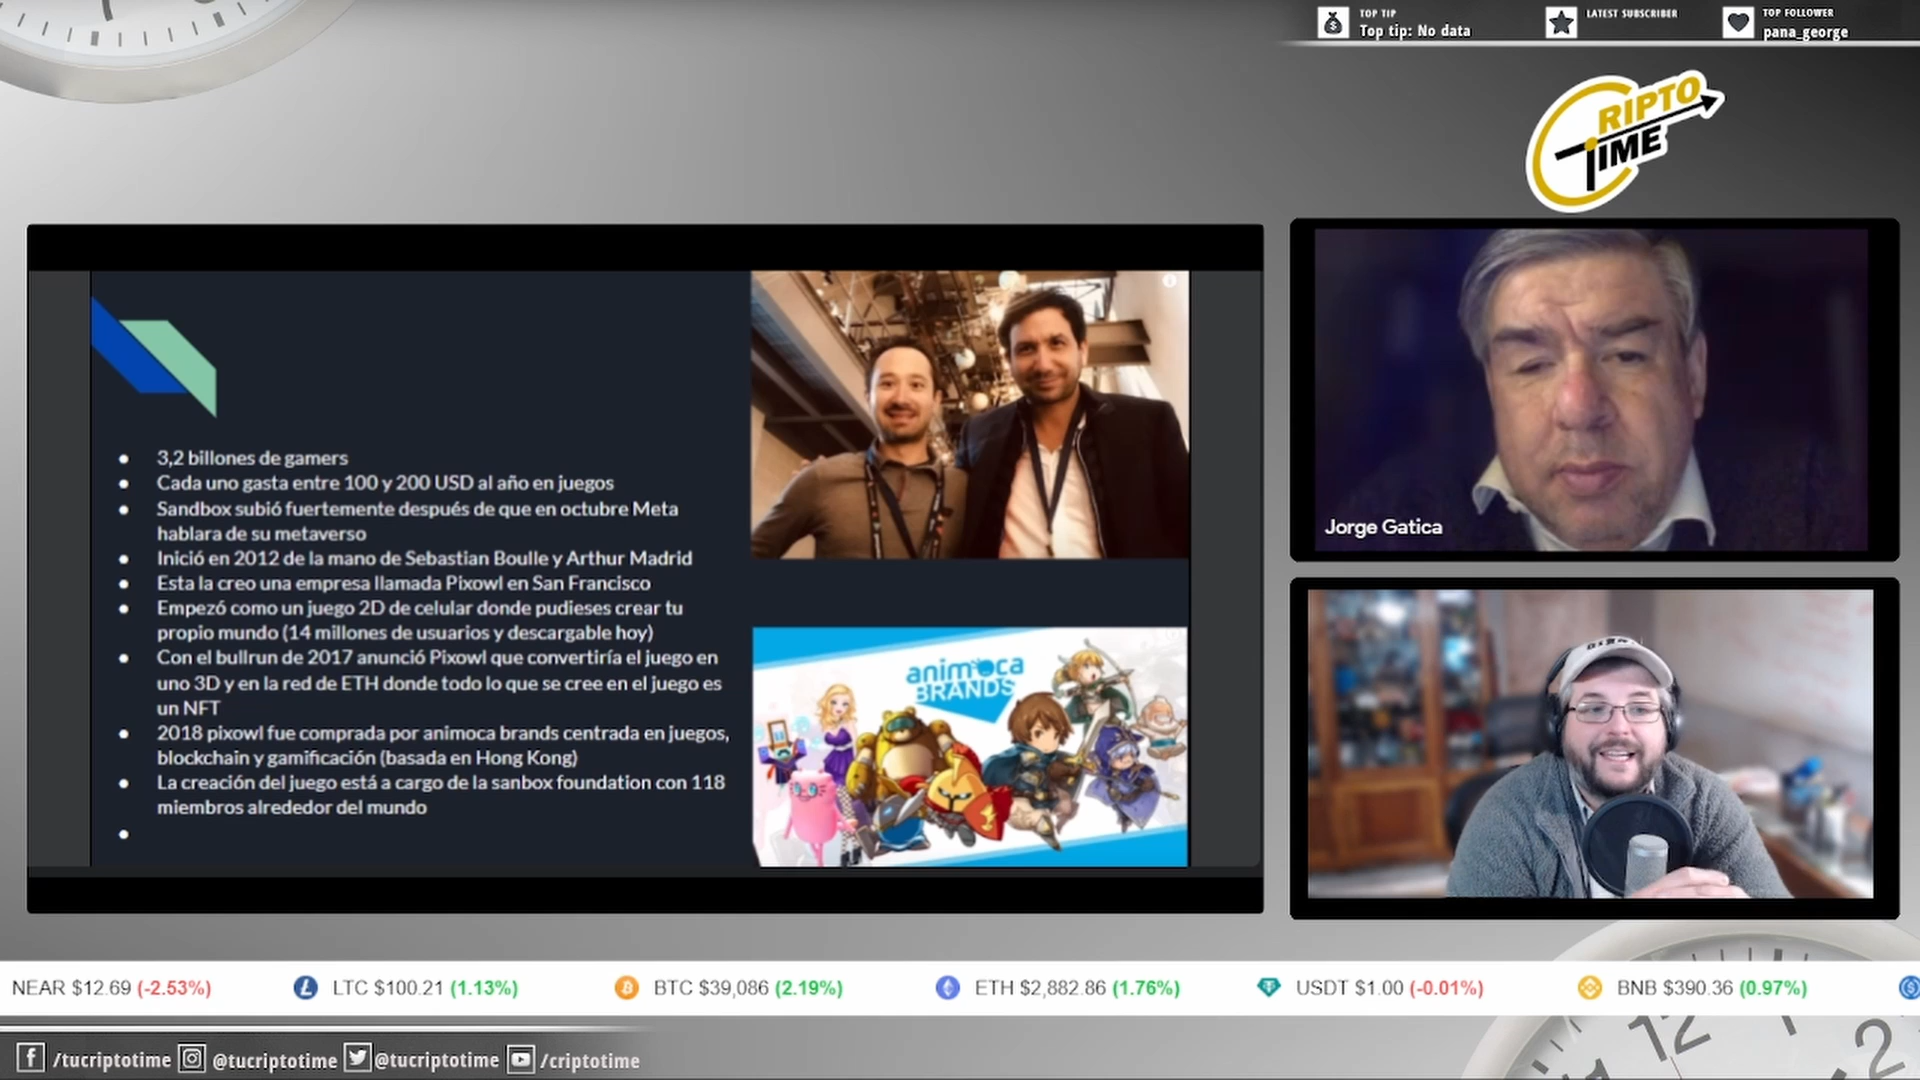 TOP TIP
Top tip: No data
LATEST SUBSCRIBER
TOP FOLLOWER
pana_george
CRIPTO
TIME
3,2 billones de gamers
Cada uno gasta entre 100 y 200 USD al año en juegos
Sandbox subió fuertemente después de que en octubre Meta
hablara de su metaverso
Inició en 2012 de la mano de Sebastian Boulle y Arthur Madrid
Esta la creo una empresa llamada Pixowl en San Francisco
Empezó como un juego 2D de celular donde pudieses crear tu
propio mundo (14 millones de usuarios y descargable hoy)
Con el bullrun de 2017 anunció Pixowl que convertiría el juego en
uno 3D y en la red de ETH donde todo lo que se cree en el juego es
un NFT
2018 pixowl fue comprada por animoca brands centrada en juegos,
blockchain y gamificación (basada en Hong Kong)
La creación del juego está a cargo de la sanbox foundation con 118
miembros alrededor del mundo
animoca
BRANDS
Jorge Gatica
NEAR $12.69 (-2.53%)
LTC $100.21 (1.13%)
BTC $39,086 (2.19%)
ETH $2,882.86 (1.76%)
USDT $1.00 (-0.01%)
BNB $390.36 (0.97%)
/tucriptotime
@tucriptotime
@tucriptotime
/criptotime
12
1
2